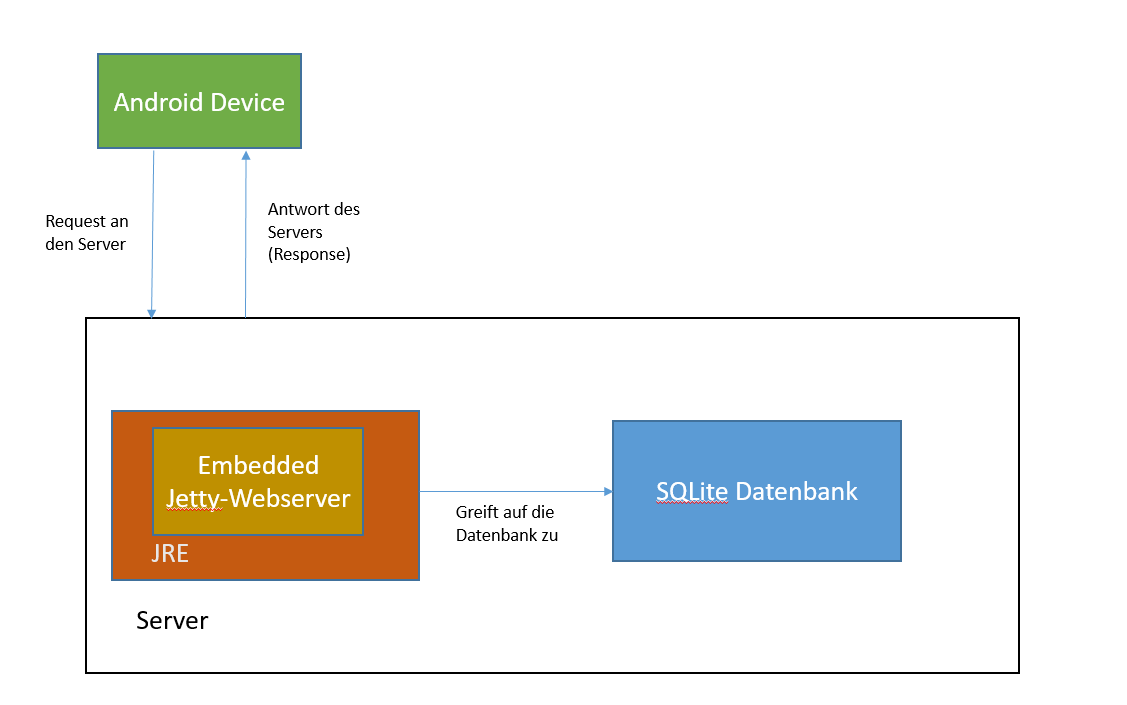 Android Device
Request an
den Server
Antwort des
Servers
(Response)
Embedded
Jetty-Webserver
JRE
Greift auf die
Datenbank zu
SQLite Datenbank
Server